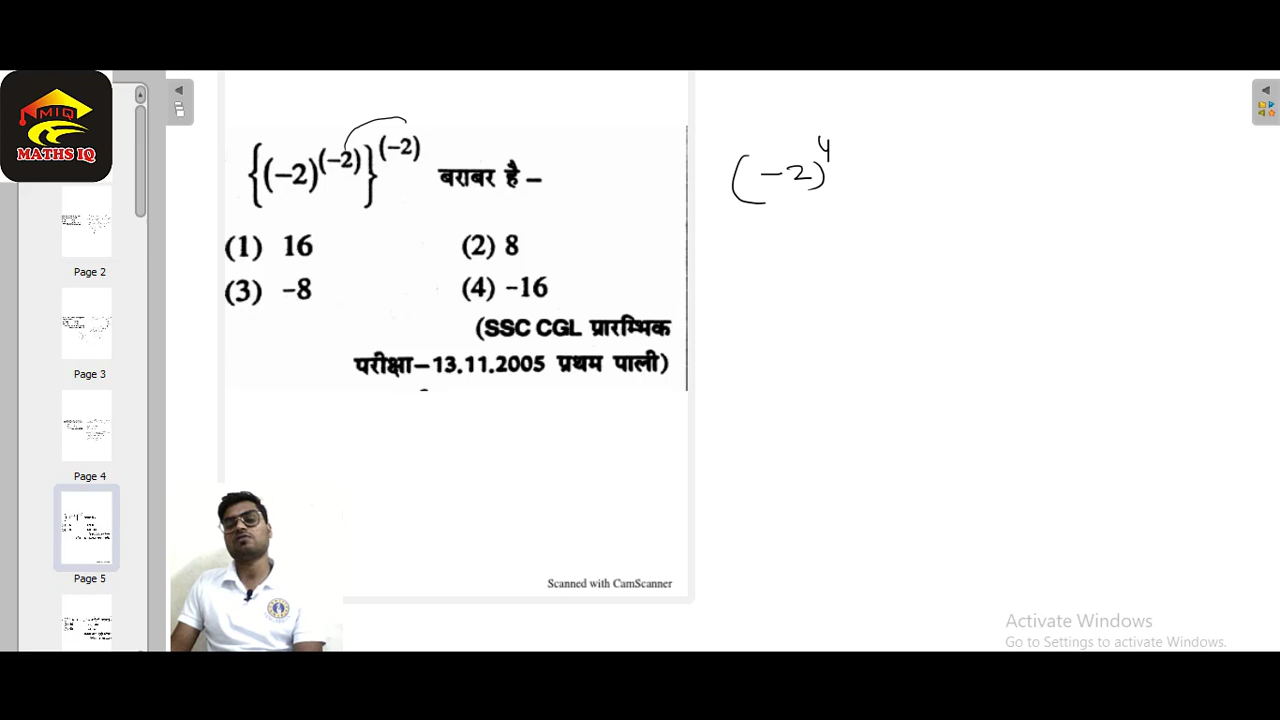 MIQ
MATHS IQ
Page 2
Page 3
Page 4
Page 5
{(−2)^(−2)}^(−2) बराबर है −
(1) 16 (2) 8
(3) -8 (4) -16
(SSC CGL प्रारम्भिक
परीक्षा−13.11.2005 प्रथम पाली)
Scanned with CamScanner
(−2)^4
Activate Windows
Go to Settings to activate Windows.